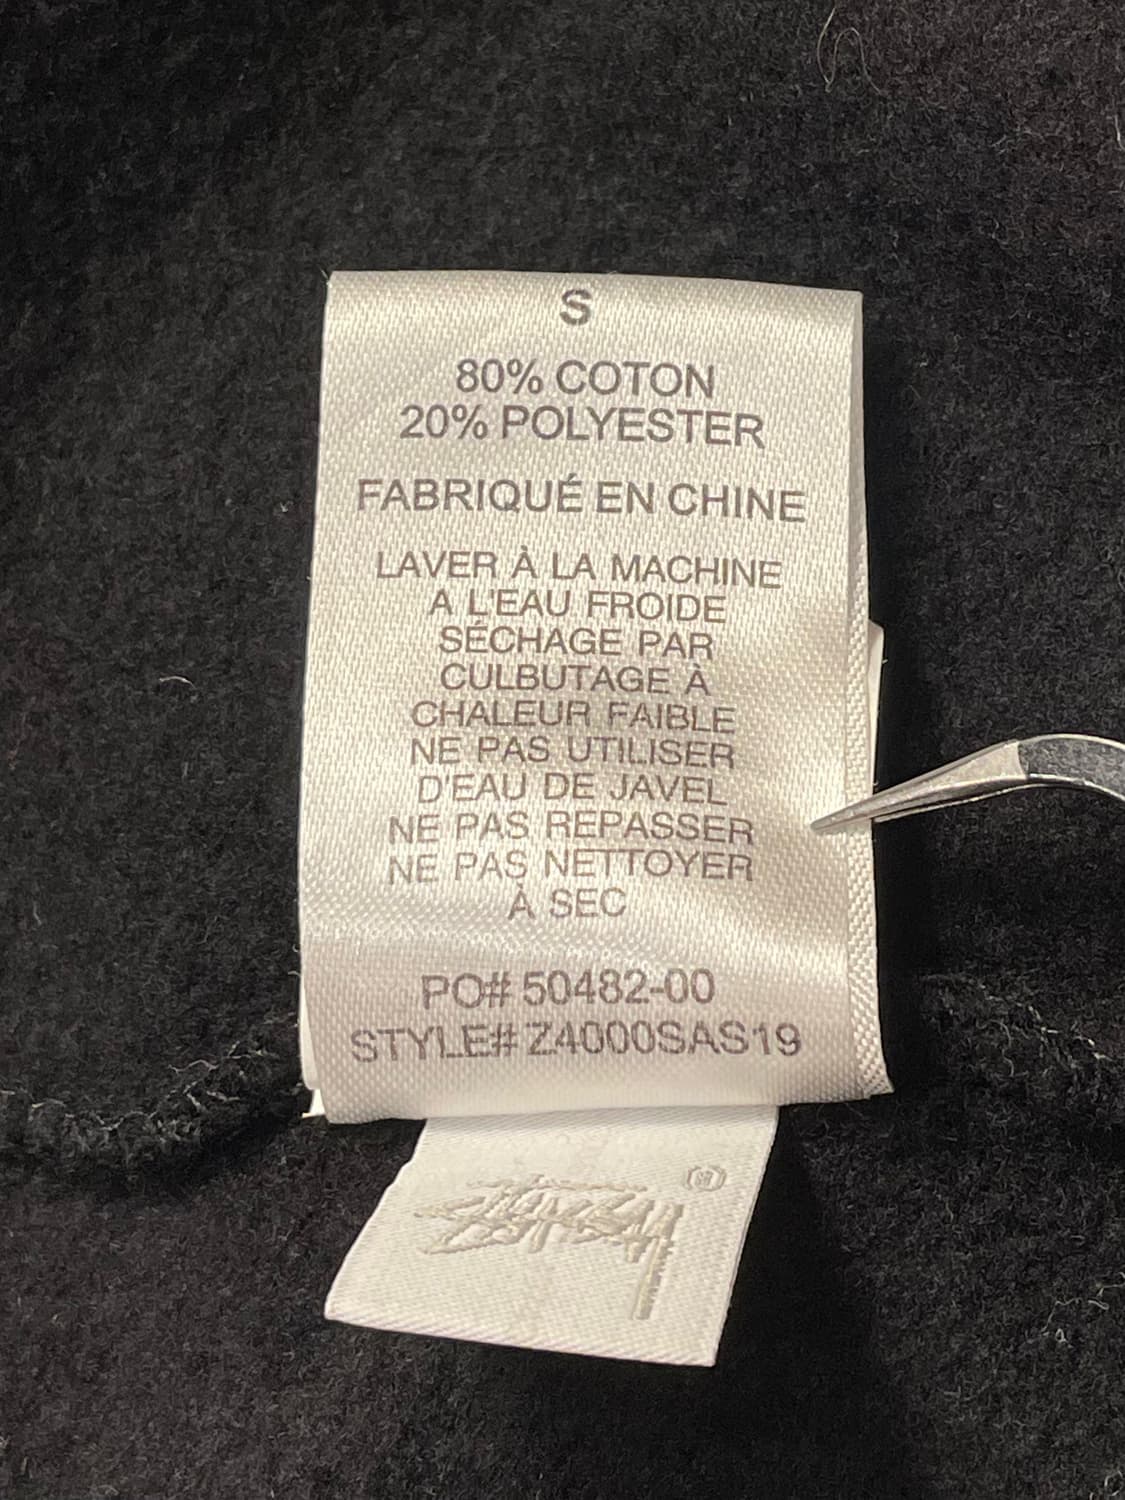 S
80% COTON
20% POLYESTER
FABRIQUÉ EN CHINE
LAVER À LA MACHINE
A L'EAU FROIDE
SÉCHAGE PAR
CULBUTAGE À
CHALEUR FAIBLE
NE PAS UTILISER
D'EAU DE JAVEL
NE PAS REPASSER
NE PAS NETTOYER
À SEC
PO# 50482-00
STYLE# Z4000SAS19